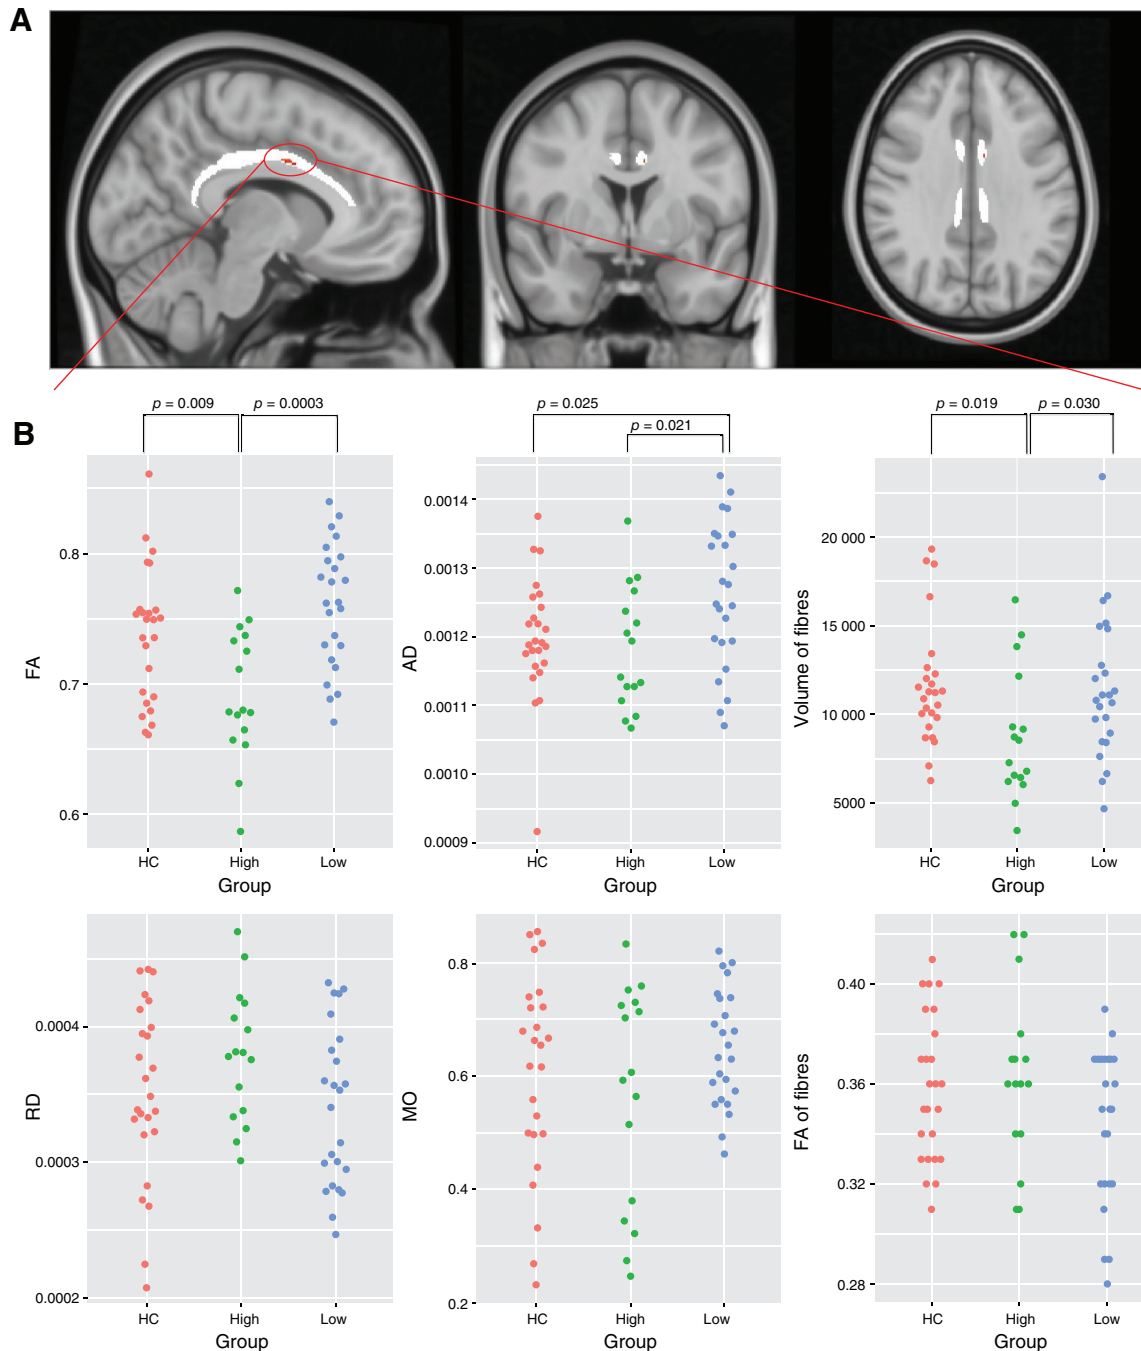 A
B
p = 0.009
p = 0.0003
FA
0.8
0.7
0.6
HC
High
Low
Group
p = 0.025
p = 0.021
AD
0.0014
0.0013
0.0012
0.0011
0.0010
0.0009
HC
High
Low
Group
p = 0.019
p = 0.030
Volume of fibres
20 000
15 000
10 000
5000
HC
High
Low
Group
RD
0.0004
0.0003
0.0002
HC
High
Low
Group
MO
0.8
0.6
0.4
0.2
HC
High
Low
Group
FA of fibres
0.40
0.36
0.32
0.28
HC
High
Low
Group